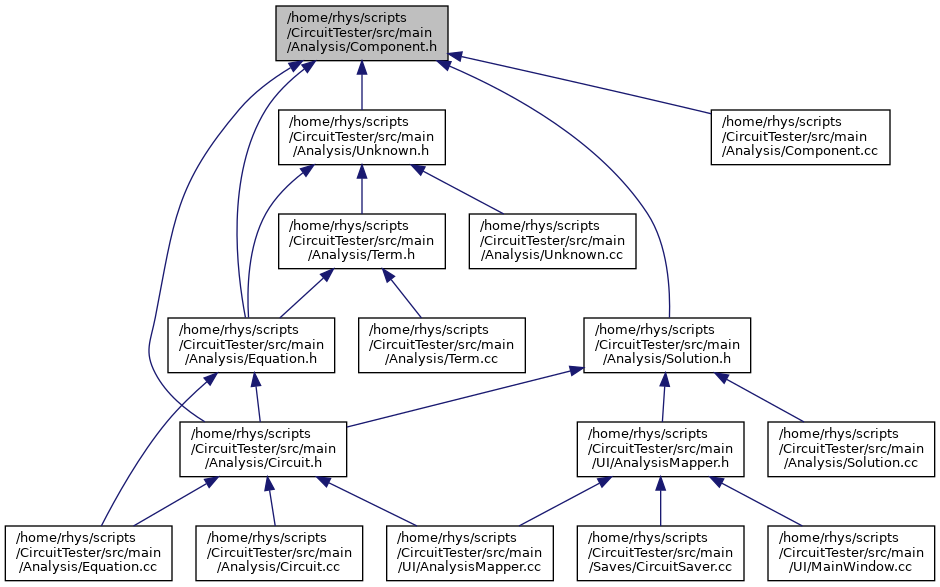 /home/rhys/scripts
/CircuitTester/src/main
/Analysis/Component.h
/home/rhys/scripts
/CircuitTester/src/main
/Analysis/Unknown.h
/home/rhys/scripts
/CircuitTester/src/main
/Analysis/Component.cc
/home/rhys/scripts
/CircuitTester/src/main
/Analysis/Term.h
/home/rhys/scripts
/CircuitTester/src/main
/Analysis/Unknown.cc
/home/rhys/scripts
/CircuitTester/src/main
/Analysis/Equation.h
/home/rhys/scripts
/CircuitTester/src/main
/Analysis/Term.cc
/home/rhys/scripts
/CircuitTester/src/main
/Analysis/Solution.h
/home/rhys/scripts
/CircuitTester/src/main
/Analysis/Circuit.h
/home/rhys/scripts
/CircuitTester/src/main
/UI/AnalysisMapper.h
/home/rhys/scripts
/CircuitTester/src/main
/Analysis/Solution.cc
/home/rhys/scripts
/CircuitTester/src/main
/Analysis/Equation.cc
/home/rhys/scripts
/CircuitTester/src/main
/Analysis/Circuit.cc
/home/rhys/scripts
/CircuitTester/src/main
/UI/AnalysisMapper.cc
/home/rhys/scripts
/CircuitTester/src/main
/Saves/CircuitSaver.cc
/home/rhys/scripts
/CircuitTester/src/main
/UI/MainWindow.cc